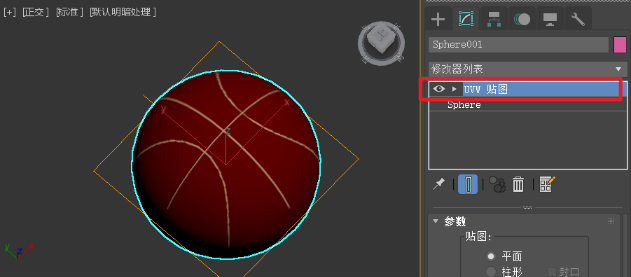 [+] [正交] [标准] [默认明暗处理]
Sphere001
修改器列表
UVW 贴图
Sphere
参数
贴图:
平面
柱形 封口
x
y
z
x
y
z